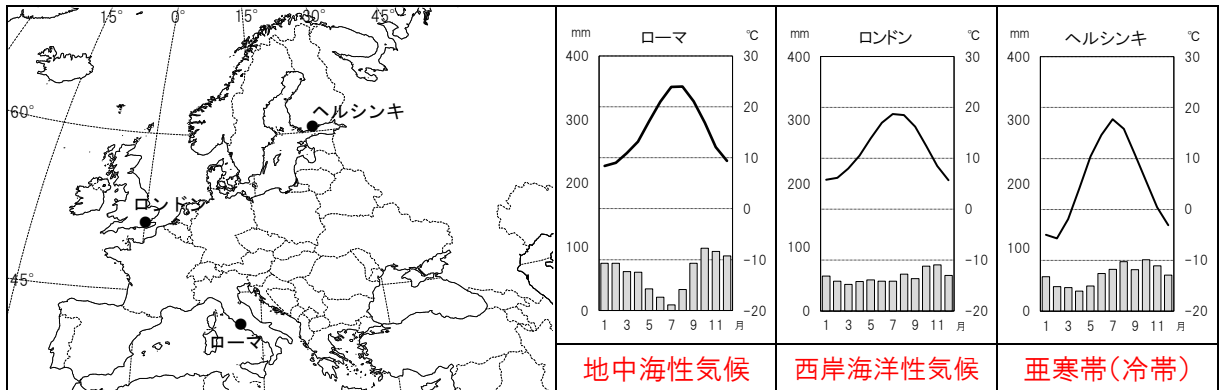 15° 0° 15° 30° 45°
60°
45°
ヘルシンキ
ロンドン
ローマ
mm ローマ ℃
400 30
300 20
200 10
100 0
0 -10
-20
1 3 5 7 9 11 月
地中海性気候
mm ロンドン ℃
400 30
300 20
200 10
100 0
0 -10
-20
1 3 5 7 9 11 月
西岸海洋性気候
mm ヘルシンキ ℃
400 30
300 20
200 10
100 0
0 -10
-20
1 3 5 7 9 11 月
亜寒帯(冷帯)